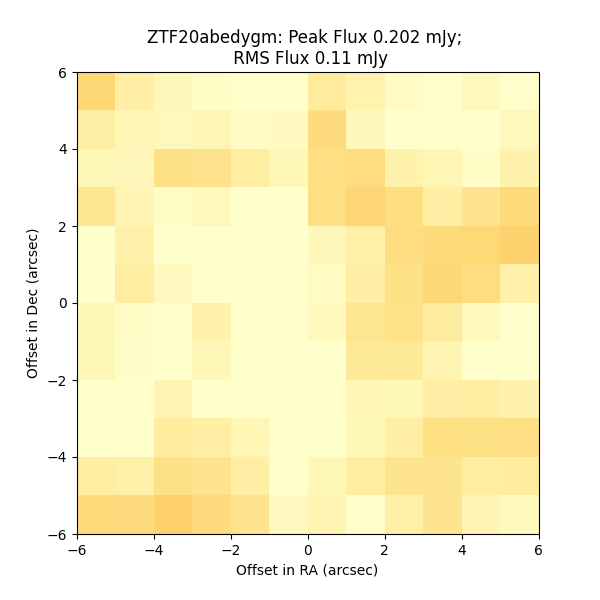 ZTF20abedygm: Peak Flux 0.202 mJy;
RMS Flux 0.11 mJy
6
4
2
0
−2
−4
−6
Offset in Dec (arcsec)
−6 −4 −2 0 2 4 6
Offset in RA (arcsec)